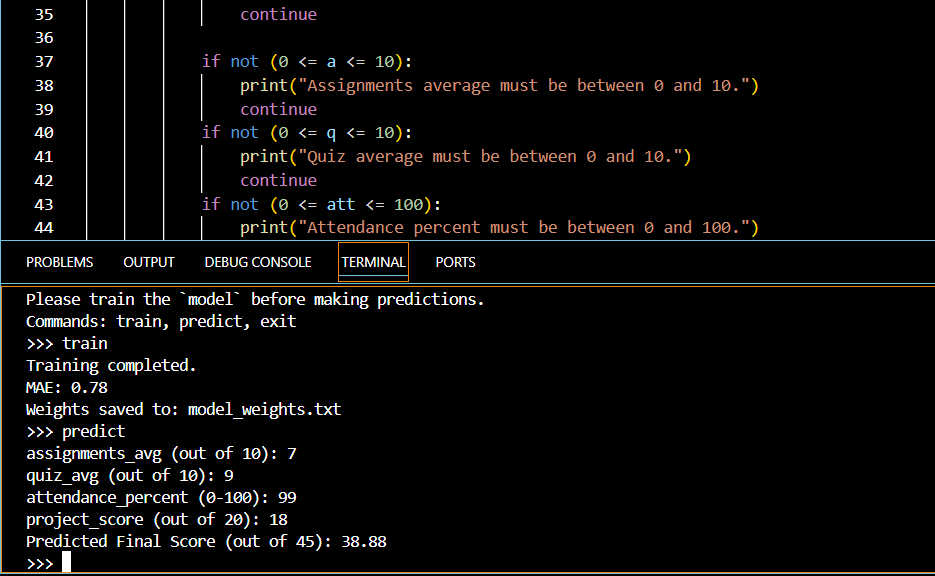 35 continue
36
37 if not (0 <= a <= 10):
38 print("Assignments average must be between 0 and 10.")
39 continue
40 if not (0 <= q <= 10):
41 print("Quiz average must be between 0 and 10.")
42 continue
43 if not (0 <= att <= 100):
44 print("Attendance percent must be between 0 and 100.")
PROBLEMS OUTPUT DEBUG CONSOLE TERMINAL PORTS
Please train the `model` before making predictions.
Commands: train, predict, exit
>>> train
Training completed.
MAE: 0.78
Weights saved to: model_weights.txt
>>> predict
assignments_avg (out of 10): 7
quiz_avg (out of 10): 9
attendance_percent (0-100): 99
project_score (out of 20): 18
Predicted Final Score (out of 45): 38.88
>>>